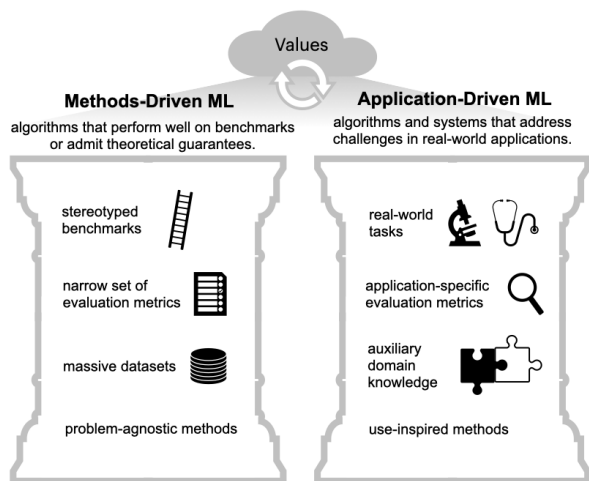 Values
Methods-Driven ML
algorithms that perform well on benchmarks
or admit theoretical guarantees.
stereotyped
benchmarks
narrow set of
evaluation metrics
massive datasets
problem-agnostic methods
Application-Driven ML
algorithms and systems that address
challenges in real-world applications.
real-world
tasks
application-specific
evaluation metrics
auxiliary
domain
knowledge
use-inspired methods